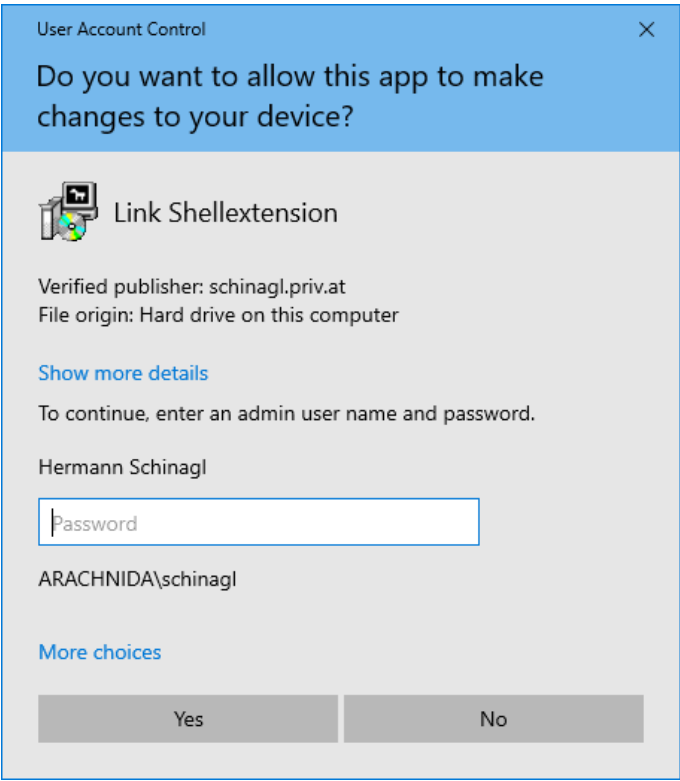 User Account Control
Do you want to allow this app to make
changes to your device?
Link Shellextension
Verified publisher: schinagl.priv.at
File origin: Hard drive on this computer
Show more details
To continue, enter an admin user name and password.
Hermann Schinagl
Password
ARACHNIDA\schinagl
More choices
Yes
No